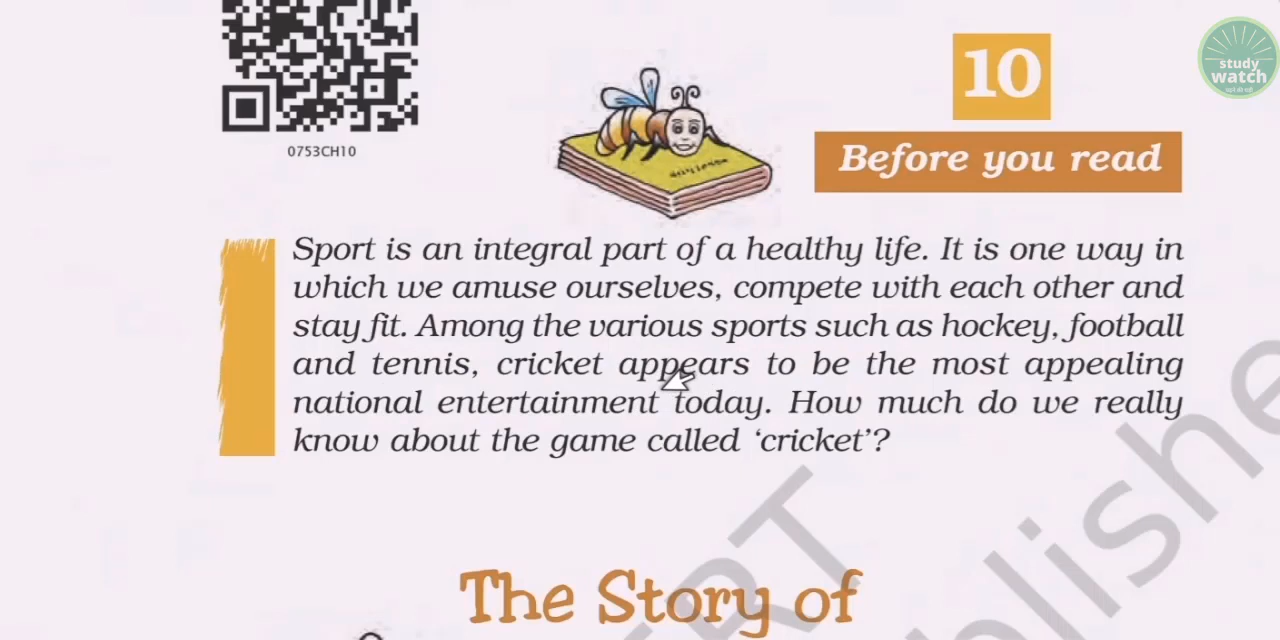 study
watch
10
0753CH10
Before you read
Sport is an integral part of a healthy life. It is one way in
which we amuse ourselves, compete with each other and
stay fit. Among the various sports such as hockey, football
and tennis, cricket appears to be the most appealing
national entertainment today. How much do we really
know about the game called ‘cricket’?
The Story of